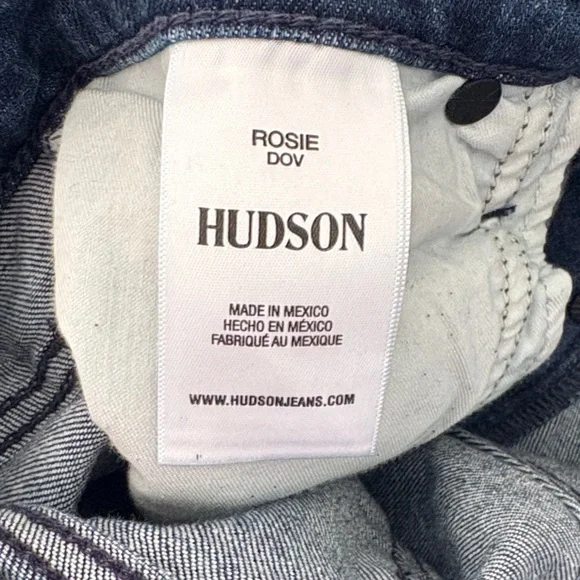 ROSIE
DOV
HUDSON
MADE IN MEXICO
HECHO EN MÉXICO
FABRIQUÉ AU MEXIQUE
WWW.HUDSONJEANS.COM